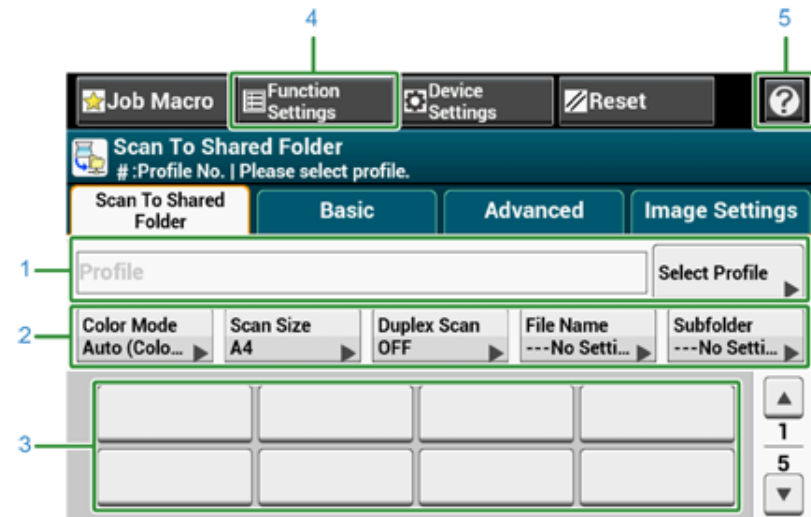 4 5
Job Macro Function Settings Device Settings Reset ?
Scan To Shared Folder
# :Profile No. | Please select profile.
Scan To Shared Folder Basic Advanced Image Settings
1 Profile Select Profile
2 Color Mode Scan Size Duplex Scan File Name Subfolder
Auto (Colo... A4 OFF ---No Setti... ---No Setti...
3
1
5